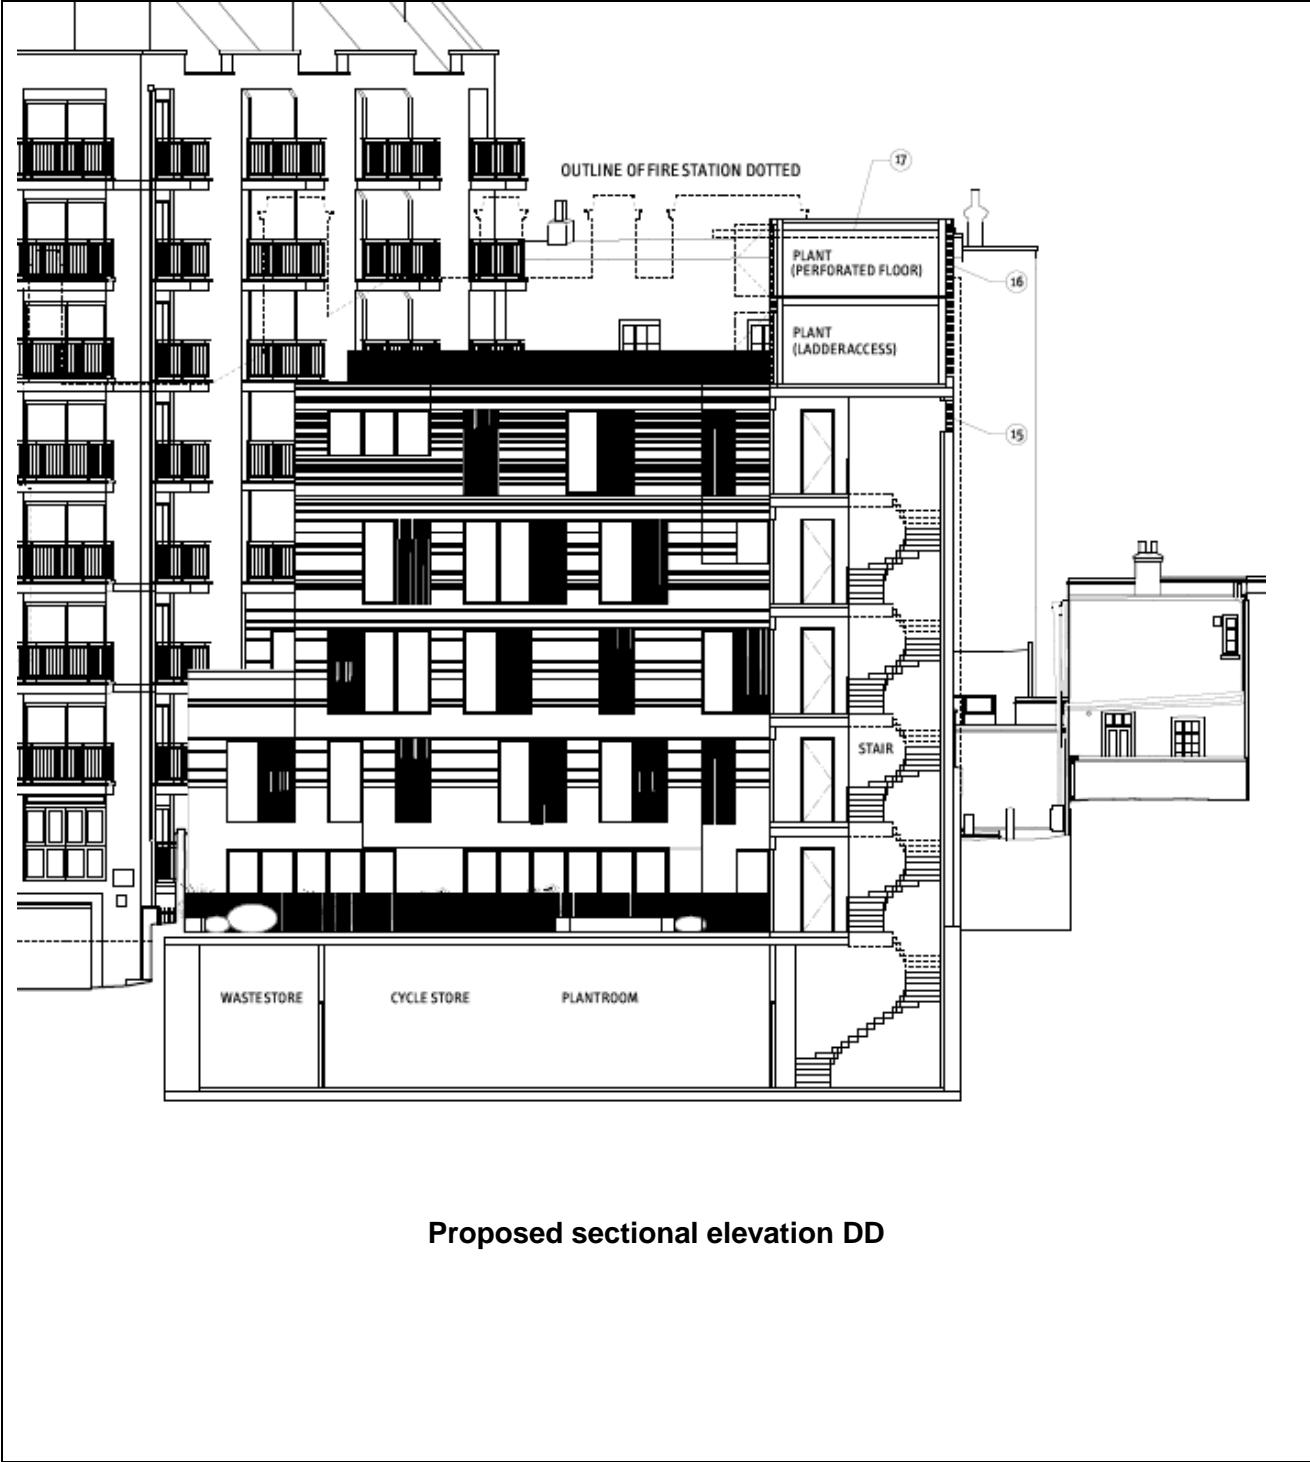 17
OUTLINE OF FIRE STATION DOTTED
PLANT
(PERFORATED FLOOR)
16
PLANT
(LADDERACCESS)
15
STAIR
WASTESTORE
CYCLE STORE
PLANTROOM
Proposed sectional elevation DD